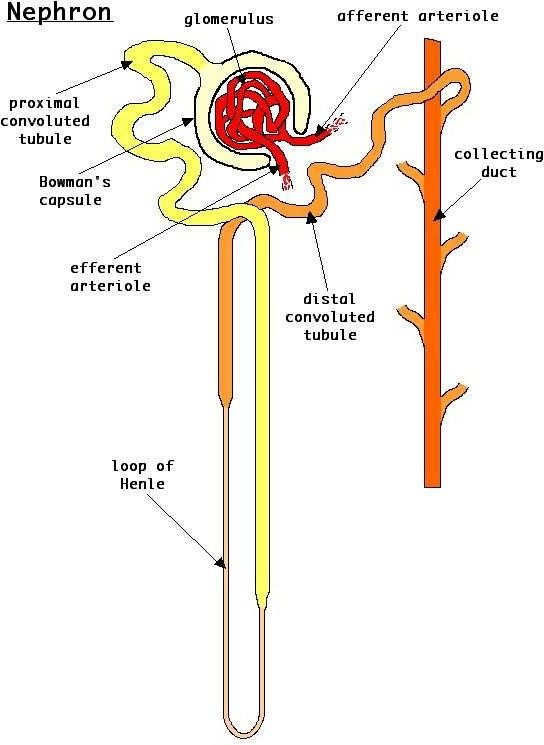 Nephron
glomerulus
afferent arteriole
proximal
convoluted
tubule
Bowman's
capsule
collecting
duct
efferent
arteriole
distal
convoluted
tubule
loop of
Henle